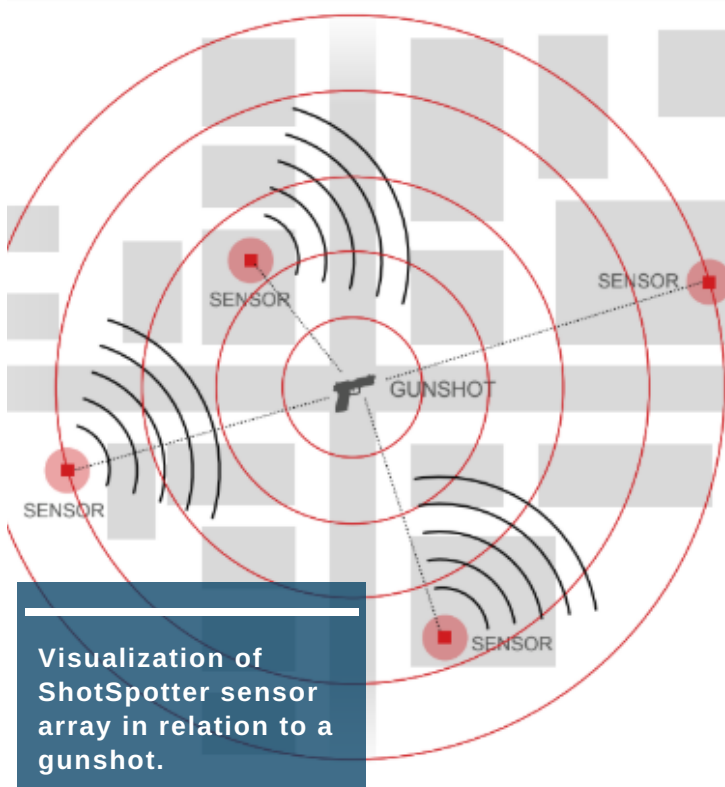 SENSOR
SENSOR
GUNSHOT
SENSOR
SENSOR
Visualization of
ShotSpotter sensor
array in relation to a
gunshot.